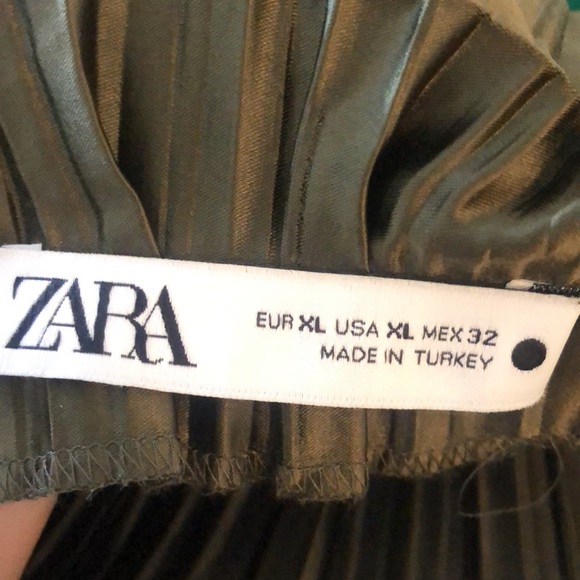 ZARA
EUR XL USA XL MEX 32
MADE IN TURKEY